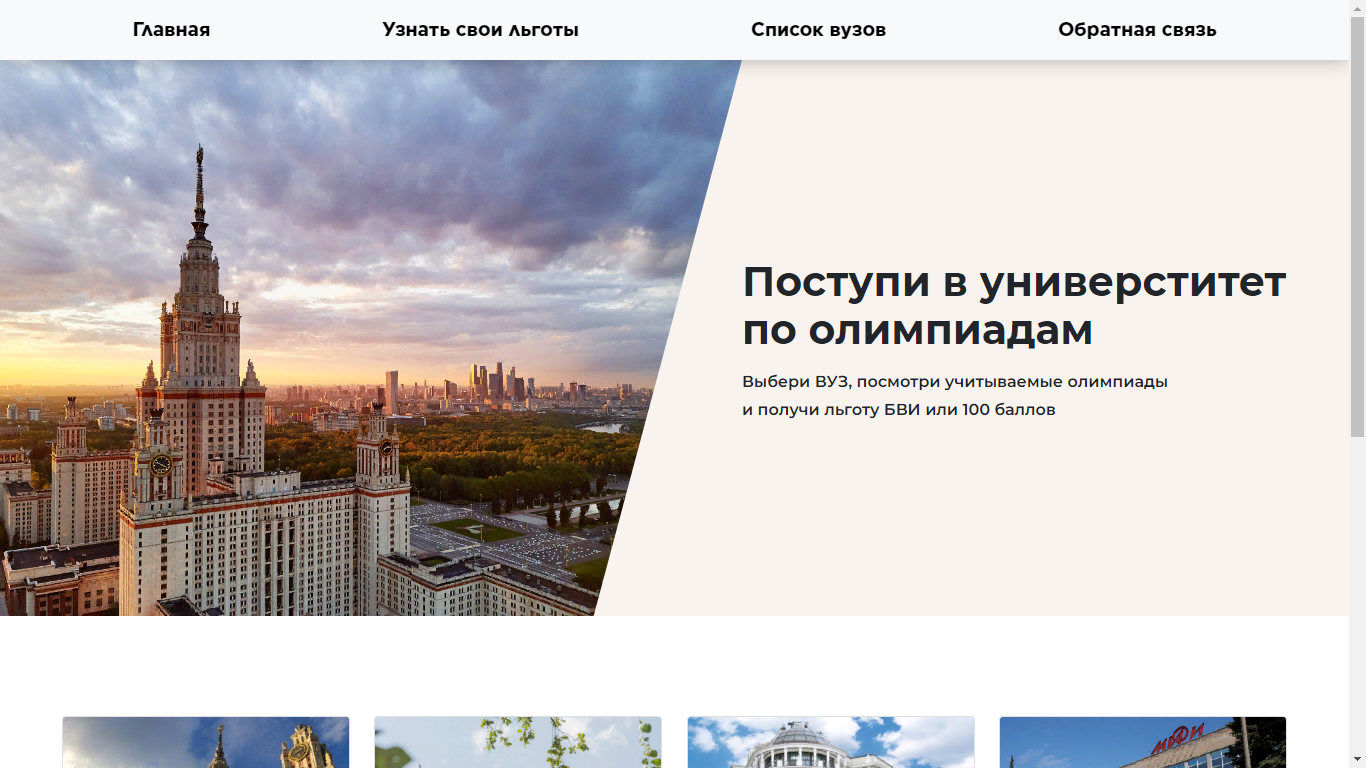 Главная
Узнать свои льготы
Список вузов
Обратная связь
Поступи в универститет
по олимпиадам
Выбери ВУЗ, посмотри учитываемые олимпиады
и получи льготу БВИ или 100 баллов
МИФИ